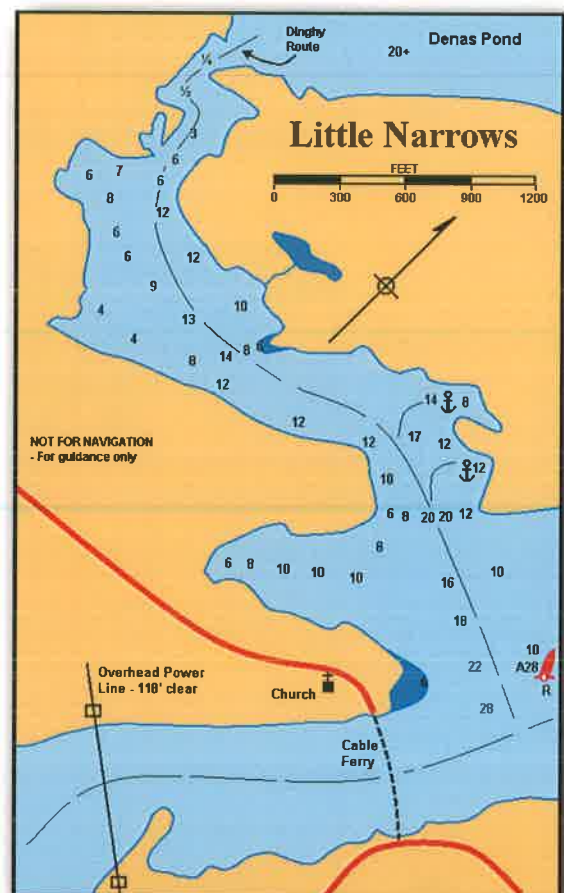 Dinghy
Route
Denas Pond
20+
1/4
1/2
3
Little Narrows
FEET
0 300 600 900 1200
6 7 6
6
8 12
6
6 12
9
10
4 13
4 8 14 8 6
12
14 8
12 12 17 12
NOT FOR NAVIGATION
- For guidance only
10 12
6 8 20 20 12
8
6 8 10 10 10 16 10
18
10
Overhead Power
Line - 118' clear
22 A28
Church 6 R
28
Cable
Ferry